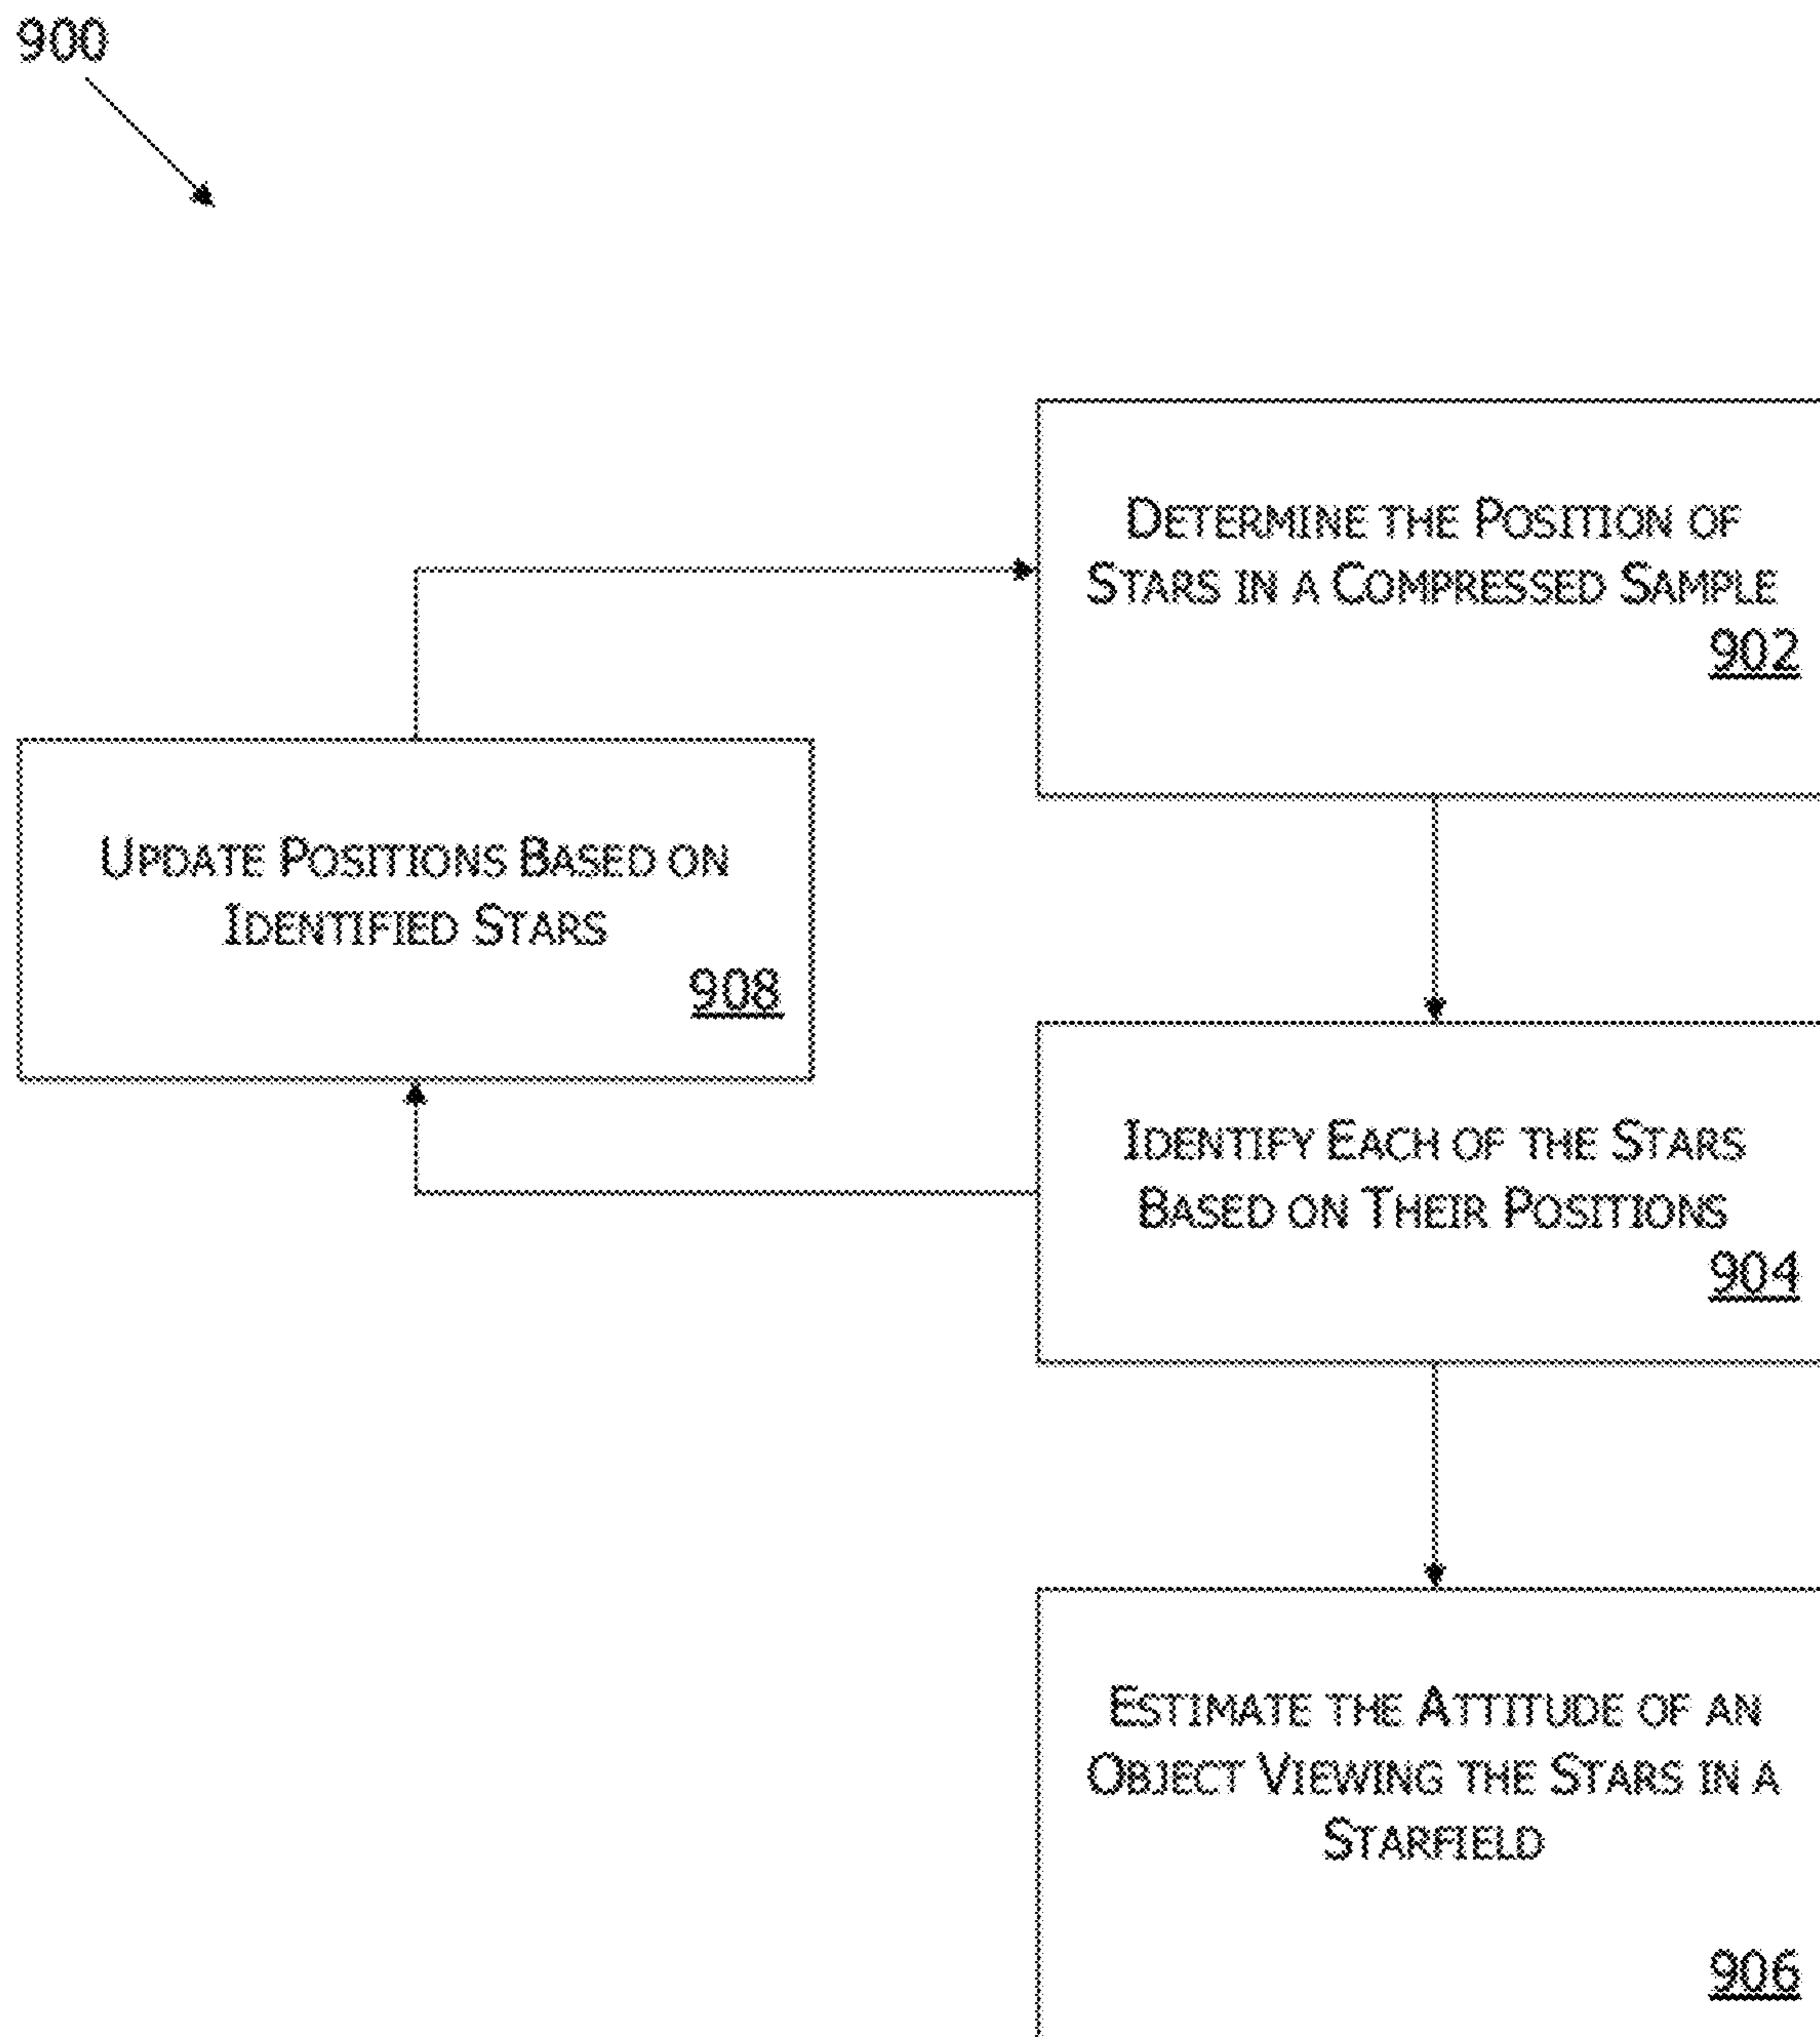 900
DETERMINE THE POSITION OF
STARS IN A COMPRESSED SAMPLE
902
UPDATE POSITIONS BASED ON
IDENTIFIED STARS
908
IDENTIFY EACH OF THE STARS
BASED ON THEIR POSITIONS
904
ESTIMATE THE ATTITUDE OF AN
OBJECT VIEWING THE STARS IN A
STARFIELD
906